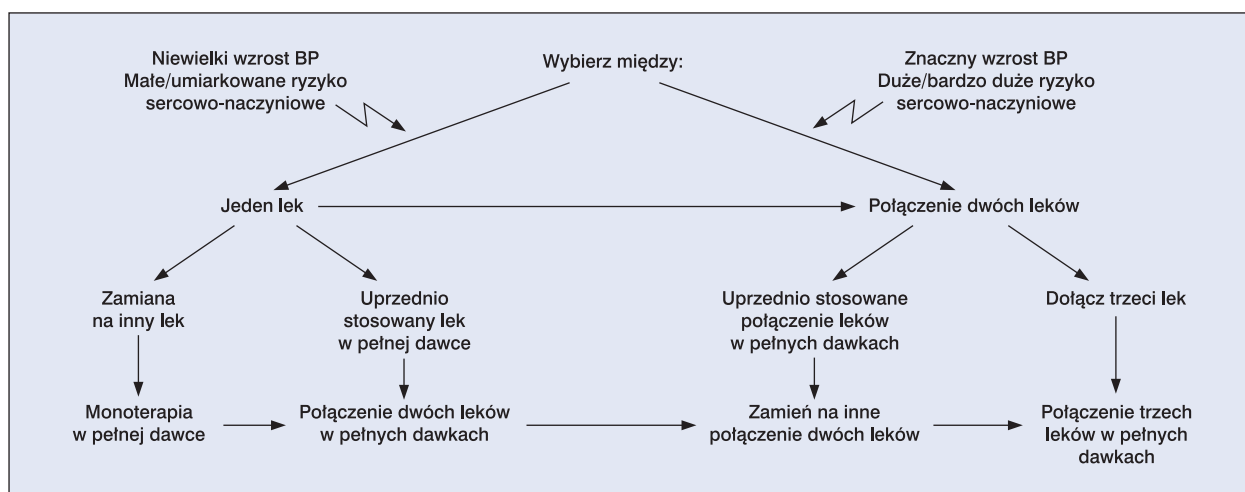 Niewielki wzrost BP
Małe/umiarkowane ryzyko
sercowo-naczyniowe
Wybierz między:
Znaczny wzrost BP
Duże/bardzo duże ryzyko
sercowo-naczyniowe
Jeden lek
Połączenie dwóch leków
Zamiana
na inny lek
Uprzednio
stosowany lek
w pełnej dawce
Uprzednio stosowane
połączenie leków
w pełnych dawkach
Dołącz trzeci lek
Monoterapia
w pełnej dawce
Połączenie dwóch leków
w pełnych dawkach
Zamień na inne
połączenie dwóch leków
Połączenie trzech
leków w pełnych
dawkach